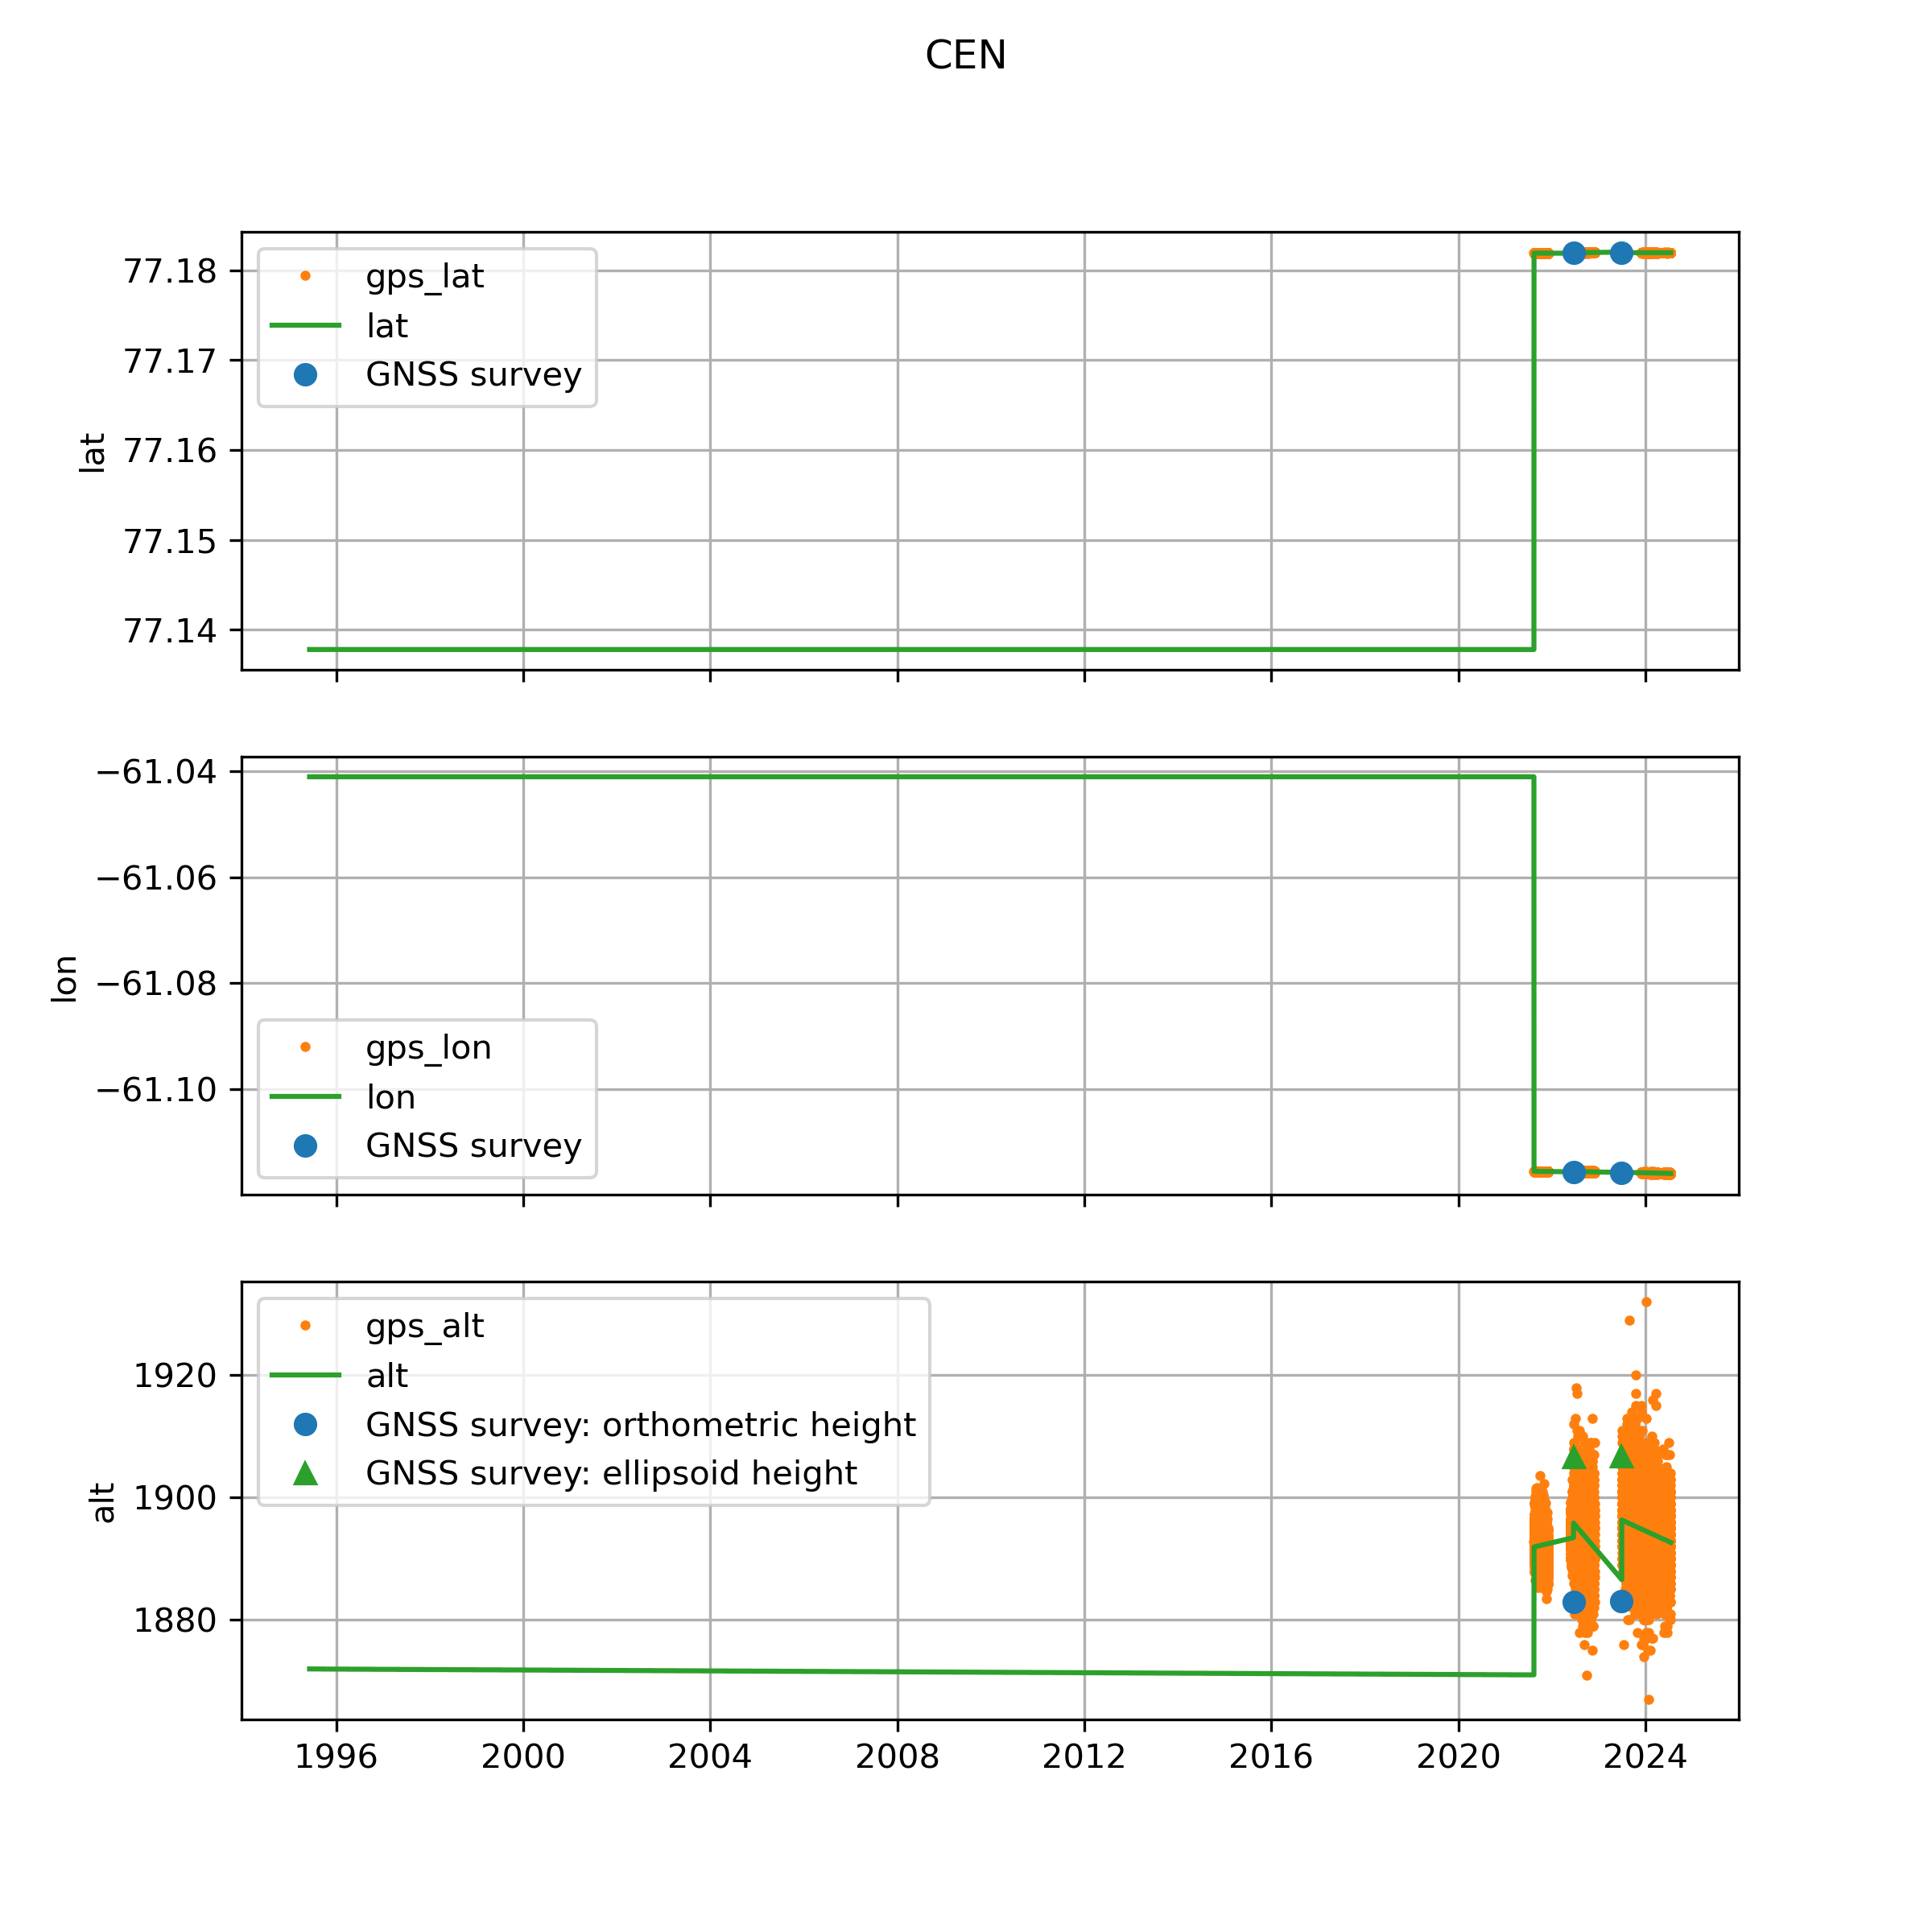 CEN
gps_lat
lat
GNSS survey
77.18
77.17
77.16
77.15
77.14
lat
−61.04
−61.06
−61.08
−61.10
lon
gps_lon
lon
GNSS survey
gps_alt
alt
GNSS survey: orthometric height
GNSS survey: ellipsoid height
1920
1900
1880
alt
1996 2000 2004 2008 2012 2016 2020 2024